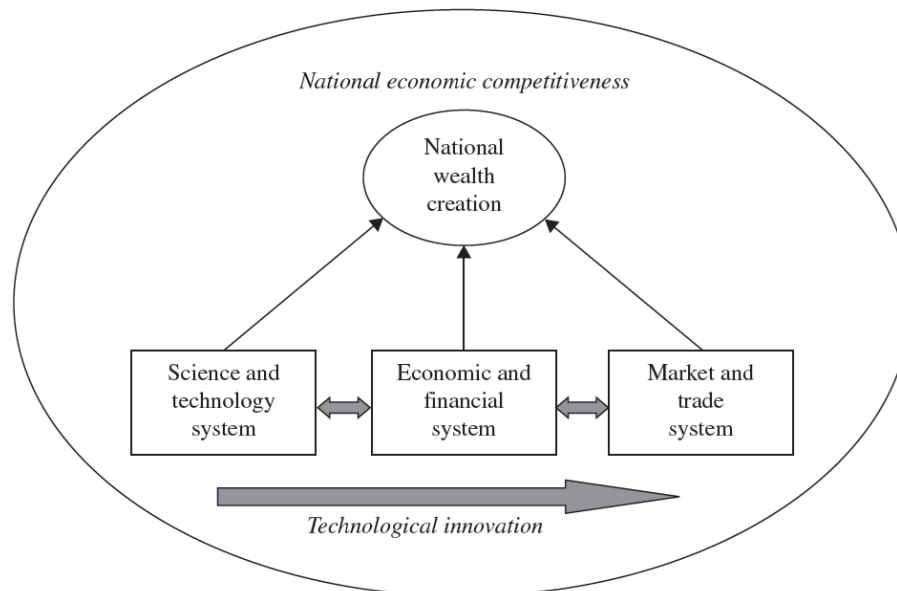 National economic competitiveness
National
wealth
creation
Science and
technology
system
Economic and
financial
system
Market and
trade
system
Technological innovation